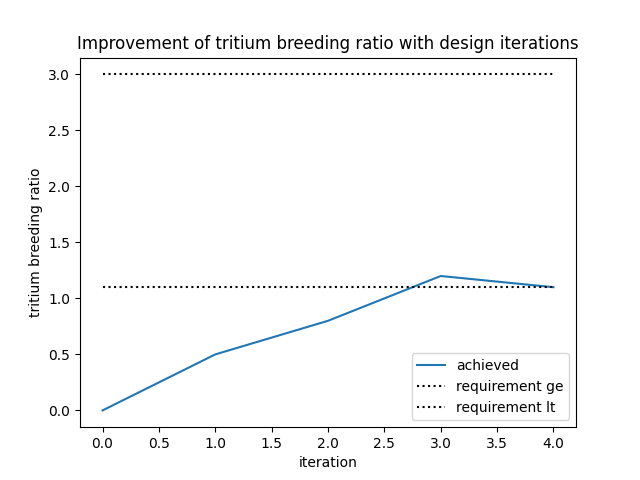 Improvement of tritium breeding ratio with design iterations
3.0
2.5
2.0
1.5
1.0
0.5
0.0
tritium breeding ratio
achieved
requirement ge
requirement lt
0.0 0.5 1.0 1.5 2.0 2.5 3.0 3.5 4.0
iteration